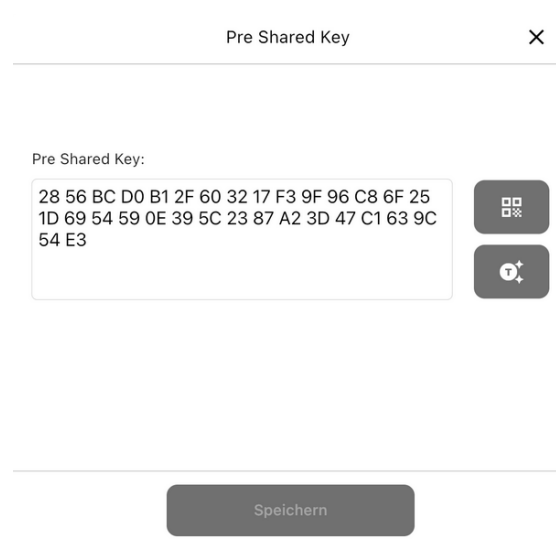 Pre Shared Key
Pre Shared Key:
28 56 BC D0 B1 2F 60 32 17 F3 9F 96 C8 6F 25
1D 69 54 59 0E 39 5C 23 87 A2 3D 47 C1 63 9C
54 E3
T
Speichern